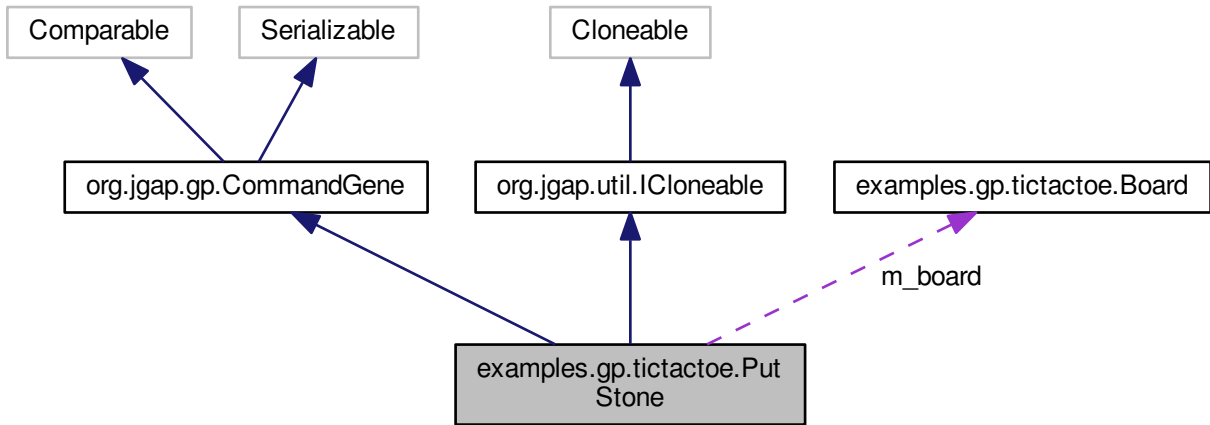 Comparable
Serializable
Cloneable
org.jgap.gp.CommandGene
org.jgap.util.ICloneable
examples.gp.tictactoe.Board
m_board
examples.gp.tictactoe.Put
Stone